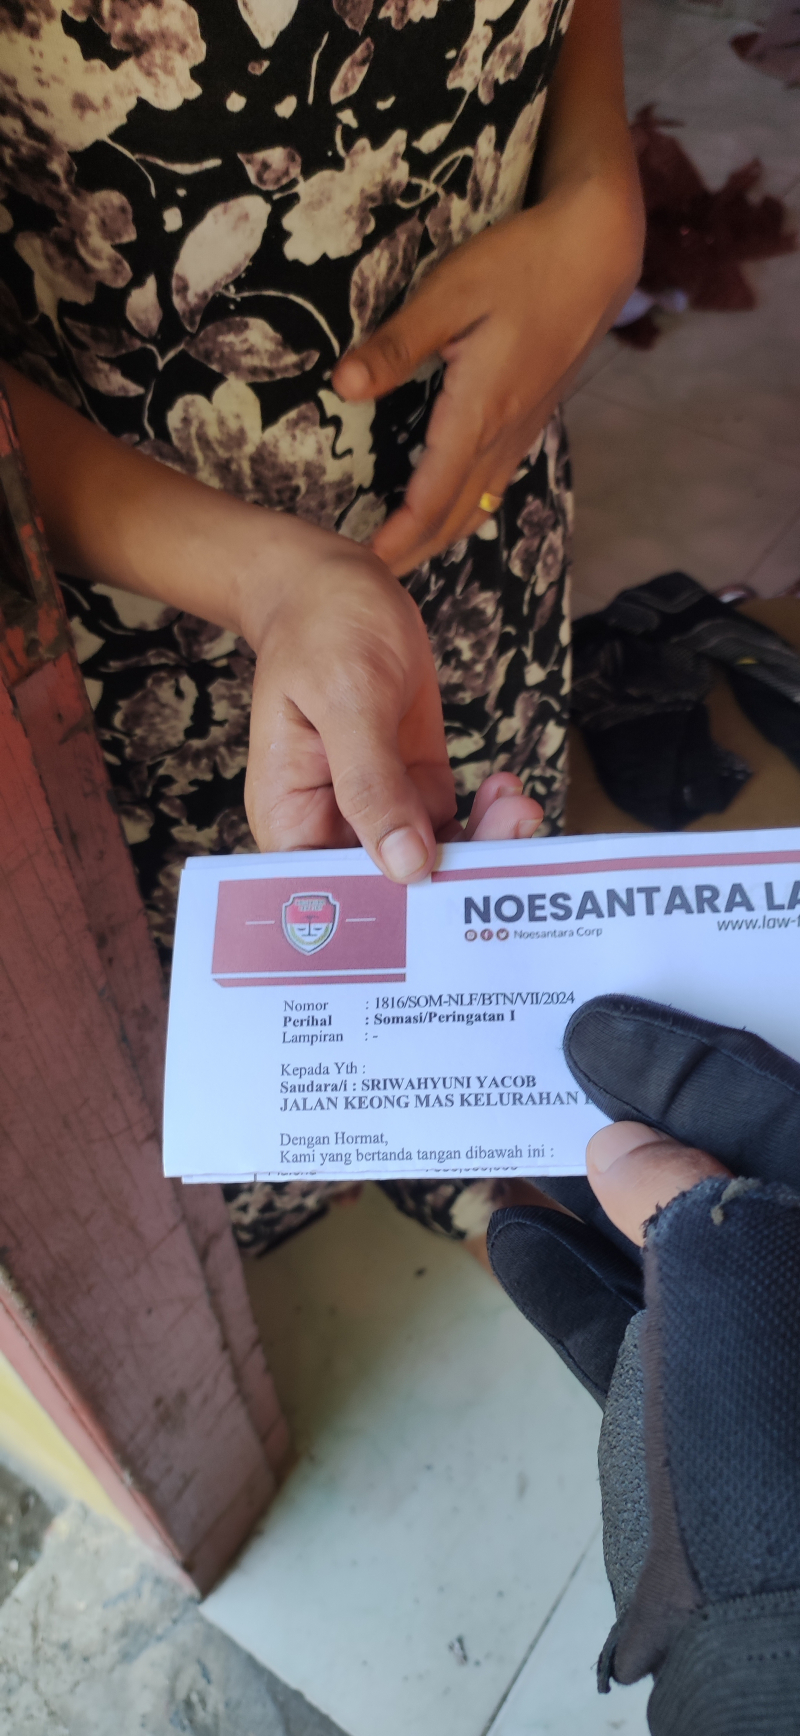 NOESANTARA LA
Noesantara Corp
www.law-f
Nomor : 1816/SOM-NLF/BTN/VII/2024
Perihal : Somasi/Peringatan I
Lampiran : -
Kepada Yth :
Saudara/i : SRIWAHYUNI YACOB
JALAN KEONG MAS KELURAHAN
Dengan Hormat,
Kami yang bertanda tangan dibawah ini :